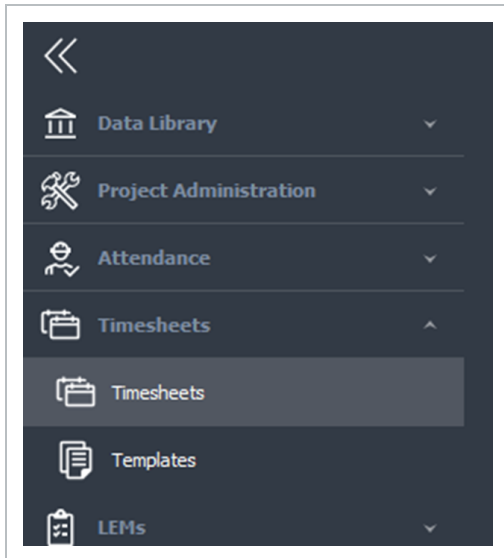 Data Library
Project Administration
Attendance
Timesheets
Timesheets
Templates
LEMs